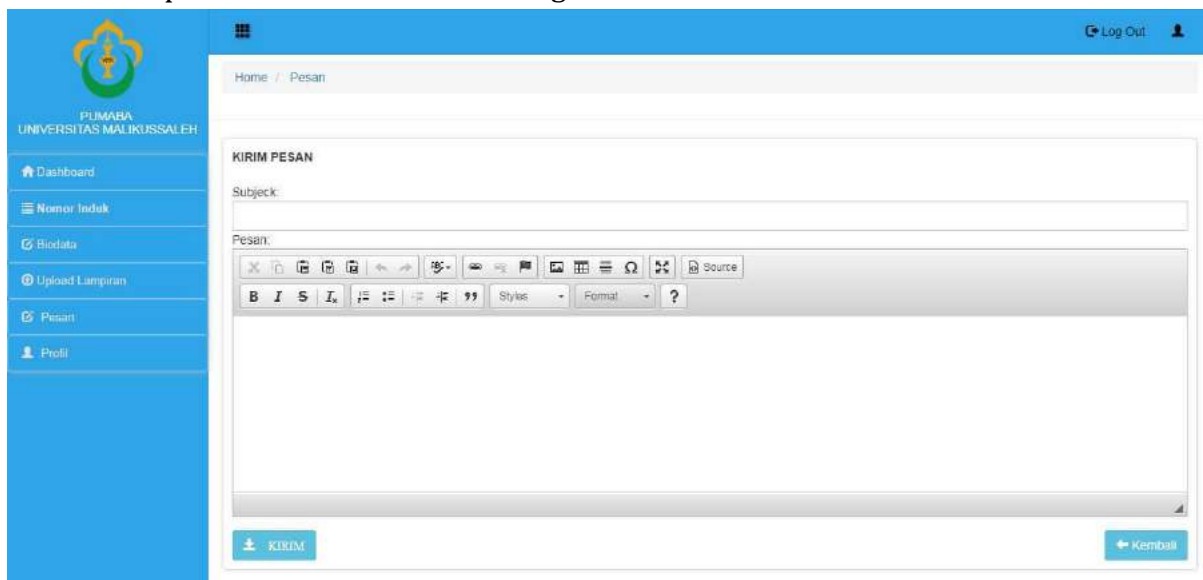 Log Out
Home / Pesan
PUMABA
UNIVERSITAS MALIKUSSALEH
Dashboard
Nomor Induk
Biodata
Upload Lampiran
Pesan
Profil
KIRIM PESAN
Subjeck:
Pesan:
Source
B I S Ix Styles Format ?
KIRIM
Kembali